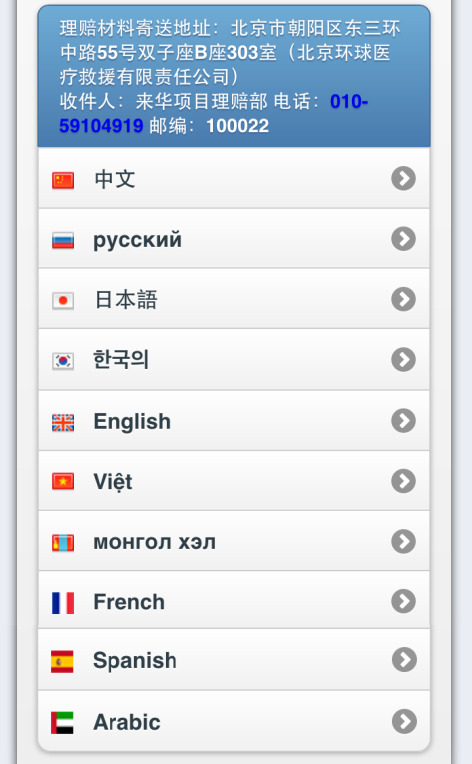 理赔材料寄送地址：北京市朝阳区东三环
中路55号双子座B座303室（北京环球医
疗救援有限责任公司）
收件人：来华项目理赔部 电话：010-
59104919 邮编：100022
中文
русский
日本語
한국의
English
Việt
монгол хэл
French
Spanish
Arabic